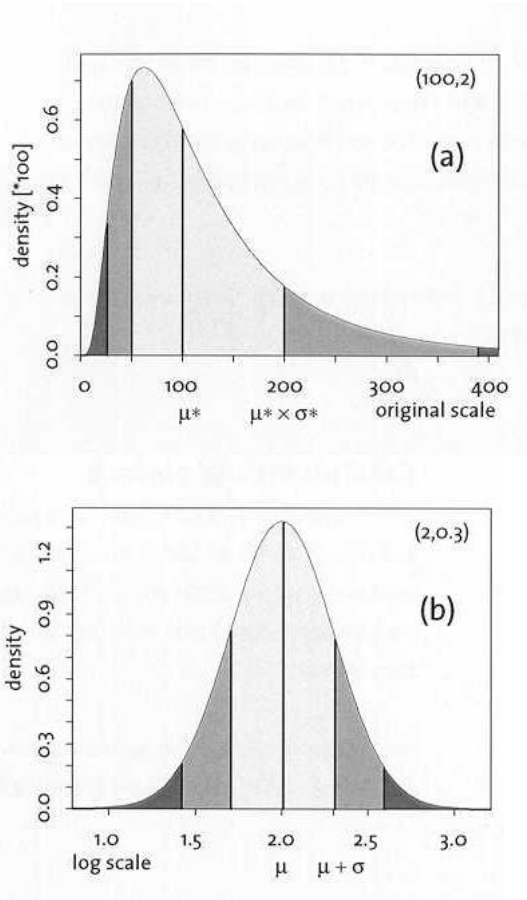 (100,2)
(a)
density [*100]
0.0
0.2
0.4
0.6
0
100
200
300
400
μ*
μ* × σ*
original scale
(2,0.3)
(b)
density
0.0
0.3
0.6
0.9
1.2
1.0
1.5
2.0
2.5
3.0
log scale
μ
μ + σ